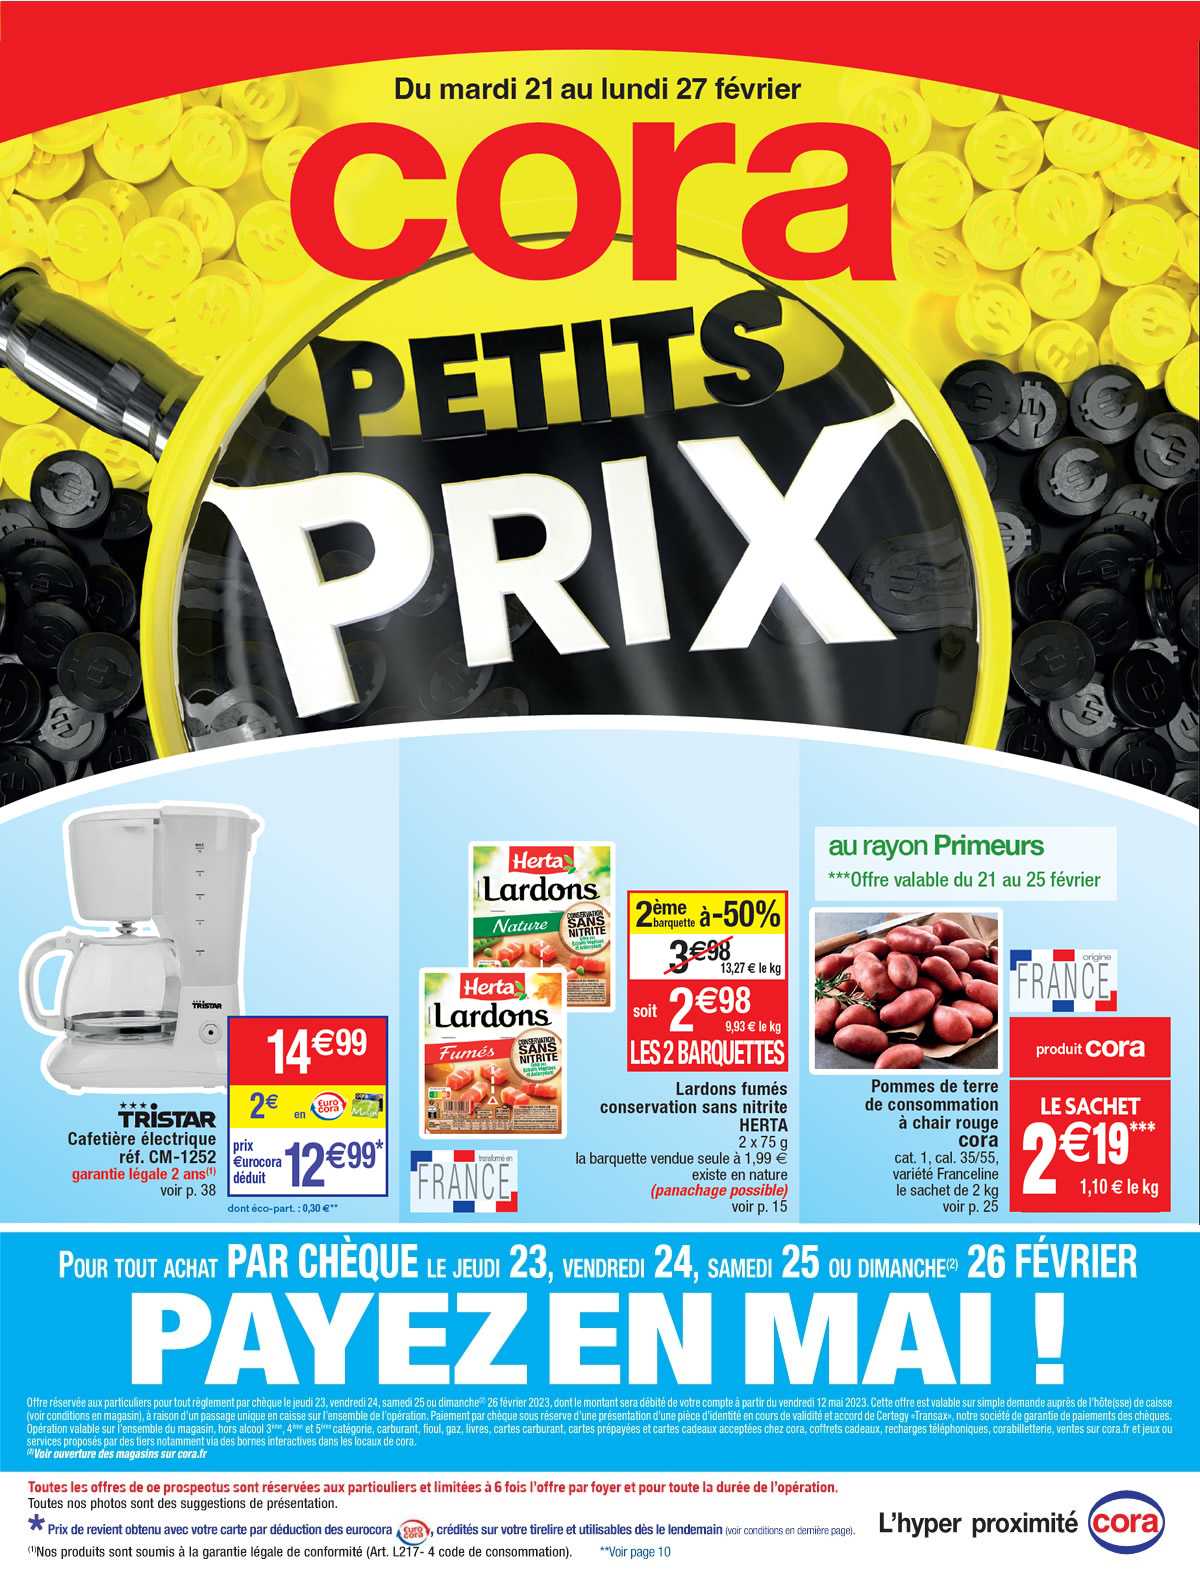 Du mardi 21 au lundi 27 février
cora
PETITS
PRIX
TRISTAR
14€99
2€ en Euro cora
prix
€urocora
déduit
12€99*
dont éco-part. : 0,30 €**
*** TRISTAR
Cafetière électrique
réf. CM-1252
garantie légale 2 ans(1)
voir p. 38
Herta
Lardons
Nature
CONSERVATION
SANS
NITRITE
Herta
Lardons
Fumés
CONSERVATION
SANS
NITRITE
transformé en
FRANCE
2ème barquette à -50%
3€98
13,27 € le kg
soit 2€98
9,93 € le kg
LES 2 BARQUETTES
Lardons fumés
conservation sans nitrite
HERTA
2 x 75 g
la barquette vendue seule à 1,99 €
existe en nature
(panachage possible)
voir p. 15
au rayon Primeurs
***Offre valable du 21 au 25 février
origine
FRANCE
produit cora
Pommes de terre
de consommation
à chair rouge
cora
cat. 1, cal. 35/55,
variété Franceline
le sachet de 2 kg
voir p. 25
LE SACHET
2€19***
1,10 € le kg
POUR TOUT ACHAT PAR CHÈQUE LE JEUDI 23, VENDREDI 24, SAMEDI 25 OU DIMANCHE(2) 26 FÉVRIER
PAYEZ EN MAI !
Offre réservée aux particuliers pour tout règlement par chèque le jeudi 23, vendredi 24, samedi 25 ou dimanche(2) 26 février 2023, dont le montant sera débité de votre compte à partir du vendredi 12 mai 2023. Cette offre est valable sur simple demande auprès de l'hôte(sse) de caisse
(voir conditions en magasin), à raison d'un passage unique en caisse sur l'ensemble de l'opération. Paiement par chèque sous réserve d'une présentation d'une pièce d'identité en cours de validité et accord de Certegy «Transax», notre société de garantie de paiements des chèques.
Opération valable sur l'ensemble du magasin, hors alcool 3ème, 4ème et 5ème catégorie, carburant, fioul, gaz, livres, cartes carburant, cartes prépayées et cartes cadeaux acceptées chez cora, coffrets cadeaux, recharges téléphoniques, corabilletterie, ventes sur cora.fr et jeux ou
services proposés par des tiers notamment via des bornes interactives dans les locaux de cora.
(2)Voir ouverture des magasins sur cora.fr
Toutes les offres de ce prospectus sont réservées aux particuliers et limitées à 6 fois l'offre par foyer et pour toute la durée de l'opération.
Toutes nos photos sont des suggestions de présentation.
* Prix de revient obtenu avec votre carte par déduction des eurocora Euro cora, crédités sur votre tirelire et utilisables dès le lendemain (voir conditions en dernière page).
(1)Nos produits sont soumis à la garantie légale de conformité (Art. L217- 4 code de consommation). **Voir page 10
L'hyper proximité cora